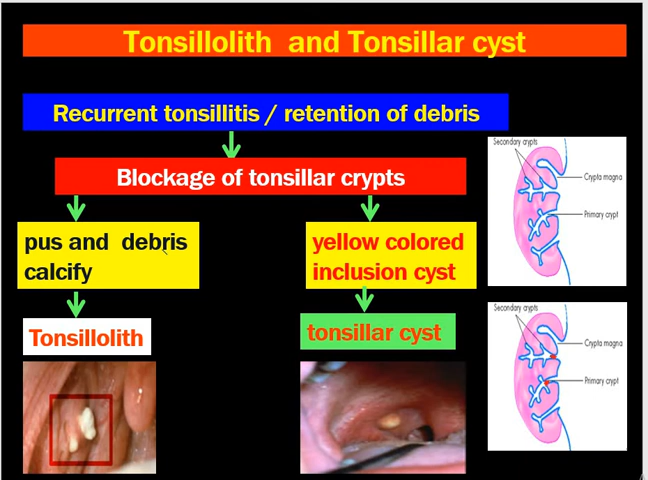 Tonsillolith and Tonsillar cyst
Recurrent tonsillitis / retention of debris
Blockage of tonsillar crypts
pus and debris
calcify
yellow colored
inclusion cyst
Tonsillolith
tonsillar cyst
Secondary crypts
Crypta magna
Primary crypt
Secondary crypts
Crypta magna
Primary crypt